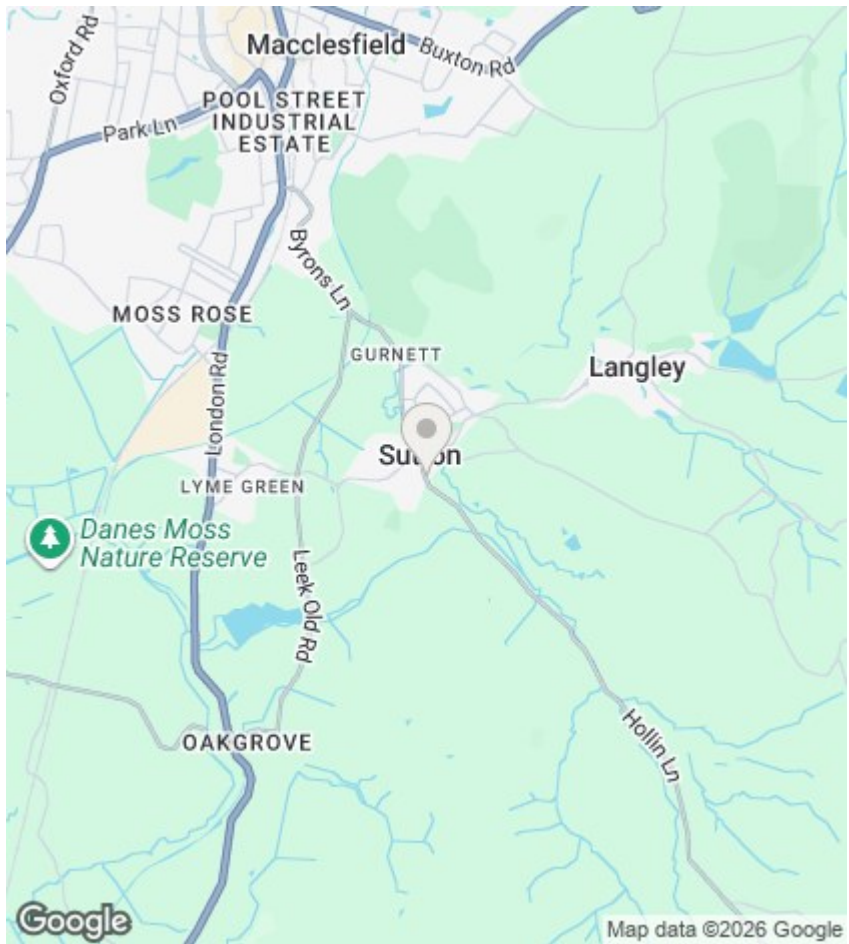 Oxford Rd
Macclesfield
Buxton Rd
POOL STREET
INDUSTRIAL
ESTATE
Park Ln
Byrons Ln
MOSS ROSE
GURNETT
Langley
London Rd
Sutton
LYME GREEN
Danes Moss
Nature Reserve
Leek Old Rd
OAKGROVE
Hollin Ln
Google
Map data ©2026 Google